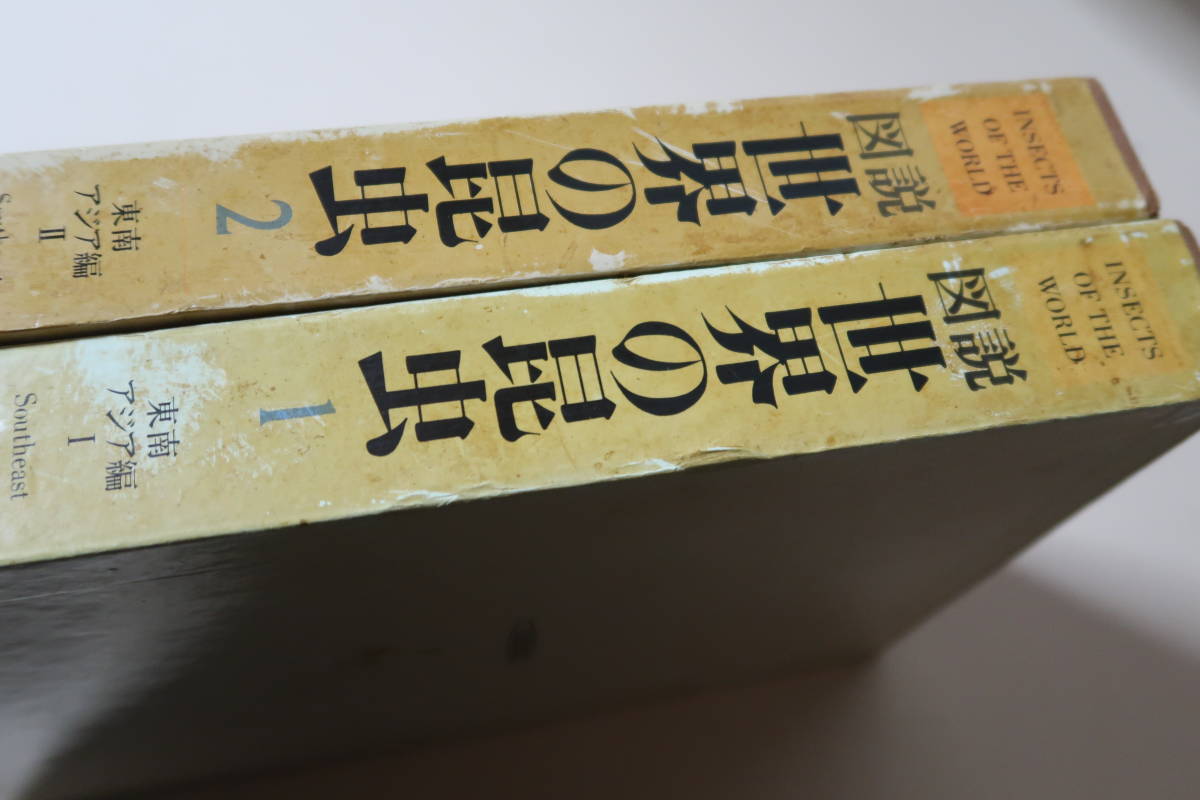 INSECTS
OF THE
WORLD
図説
世界の昆虫
2
東南
アジア編
II
INSECTS
OF THE
WORLD
図説
世界の昆虫
1
東南
アジア編
I
Southeast